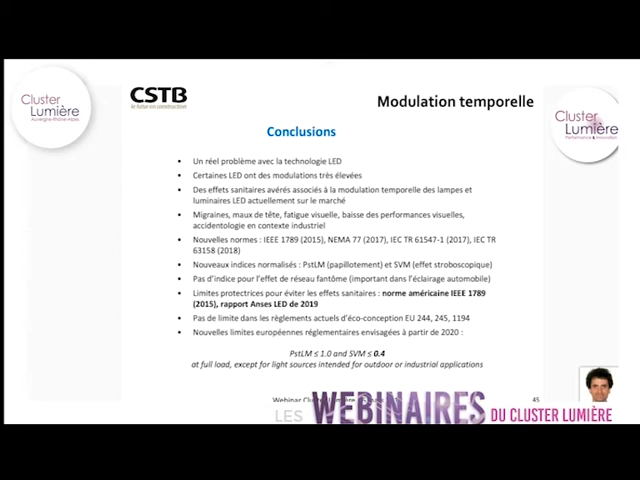 Cluster
Lumière
Auvergne-Rhône-Alpes
CSTB
le futur en construction
Modulation temporelle
Cluster
Lumière
Performance & Innovation
Conclusions
• Un réel problème avec la technologie LED
• Certaines LED ont des modulations très élevées
• Des effets sanitaires avérés associés à la modulation temporelle des lampes et
luminaires LED actuellement sur le marché
• Migraines, maux de tête, fatigue visuelle, baisse des performances visuelles,
accidentologie en contexte industriel
• Nouvelles normes : IEEE 1789 (2015), NEMA 77 (2017), IEC TR 61547-1 (2017), IEC TR
63158 (2018)
• Nouveaux indices normalisés : PstLM (papillotement) et SVM (effet stroboscopique)
• Pas d'indice pour l'effet de réseau fantôme (important dans l'éclairage automobile)
• Limites protectrices pour éviter les effets sanitaires : norme américaine IEEE 1789
(2015), rapport Anses LED de 2019
• Pas de limite dans les règlements actuels d'éco-conception EU 244, 245, 1194
• Nouvelles limites européennes réglementaires envisagées à partir de 2020 :
PstLM ≤ 1.0 and SVM ≤ 0.4
at full load, except for light sources intended for outdoor or industrial applications
Webinar
45
LES WEBINAIRES DU CLUSTER LUMIÈRE